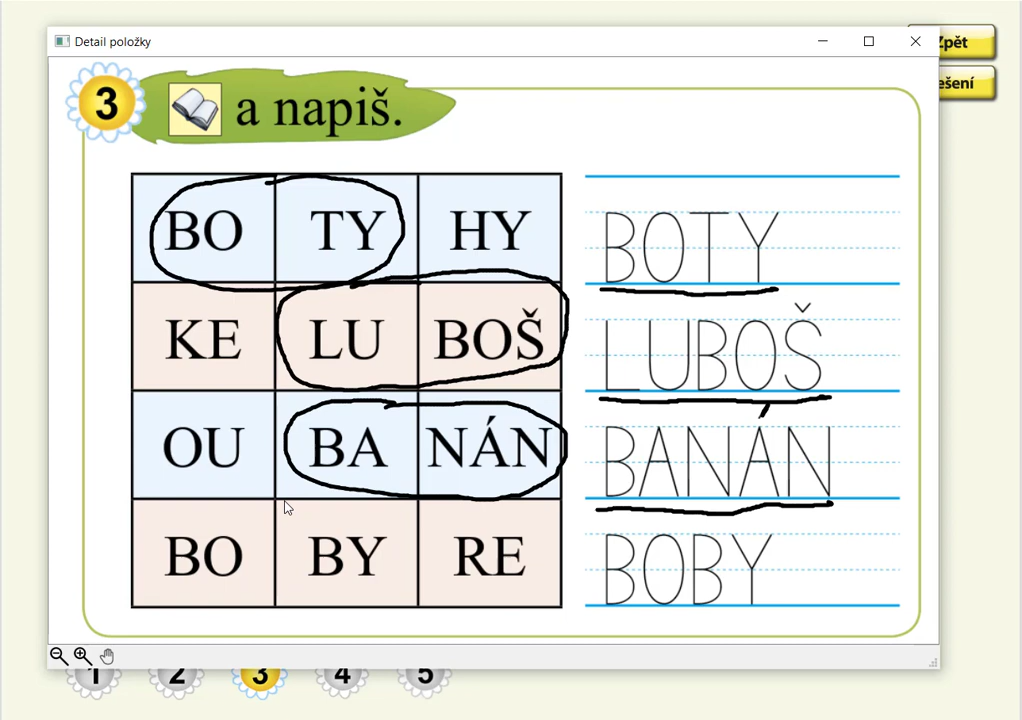 Detail položky
Zpět
ešení
3 a napiš.
BO TY HY
BOTY
KE LU BOŠ
LUBOŠ
OU BA NÁN
BANÁN
BO BY RE
BOBY
1 2 3 4 5